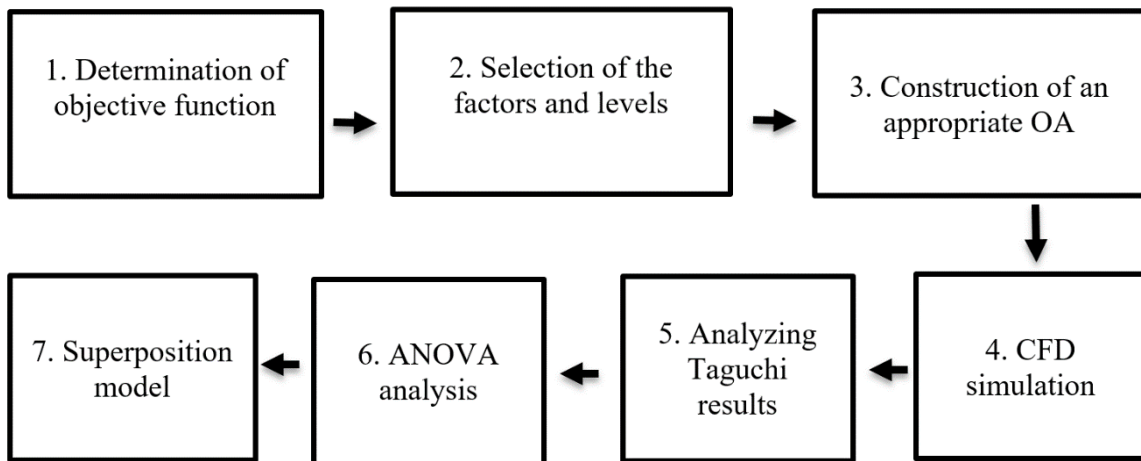 1. Determination of
objective function
2. Selection of the
factors and levels
3. Construction of an
appropriate OA
4. CFD
simulation
5. Analyzing
Taguchi
results
6. ANOVA
analysis
7. Superposition
model